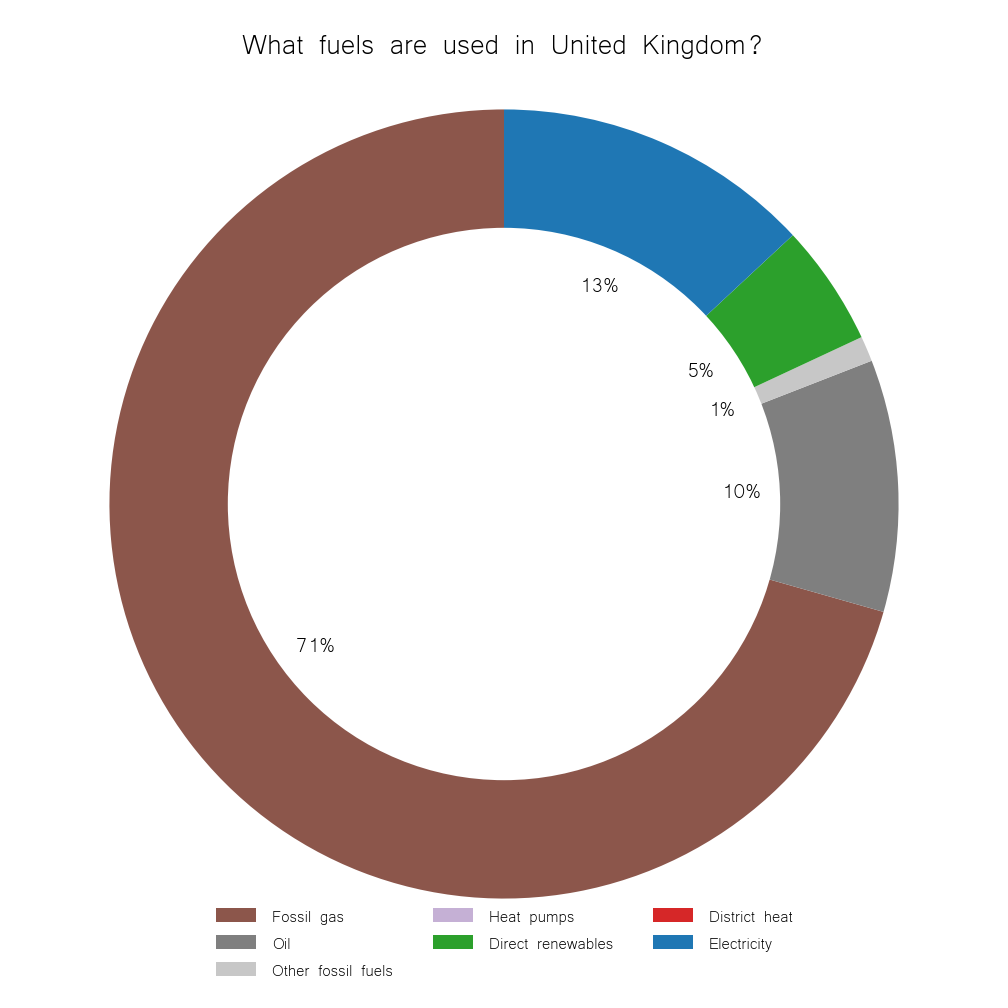 What fuels are used in United Kingdom?
13%
5%
1%
10%
71%
Fossil gas
Oil
Other fossil fuels
Heat pumps
Direct renewables
District heat
Electricity